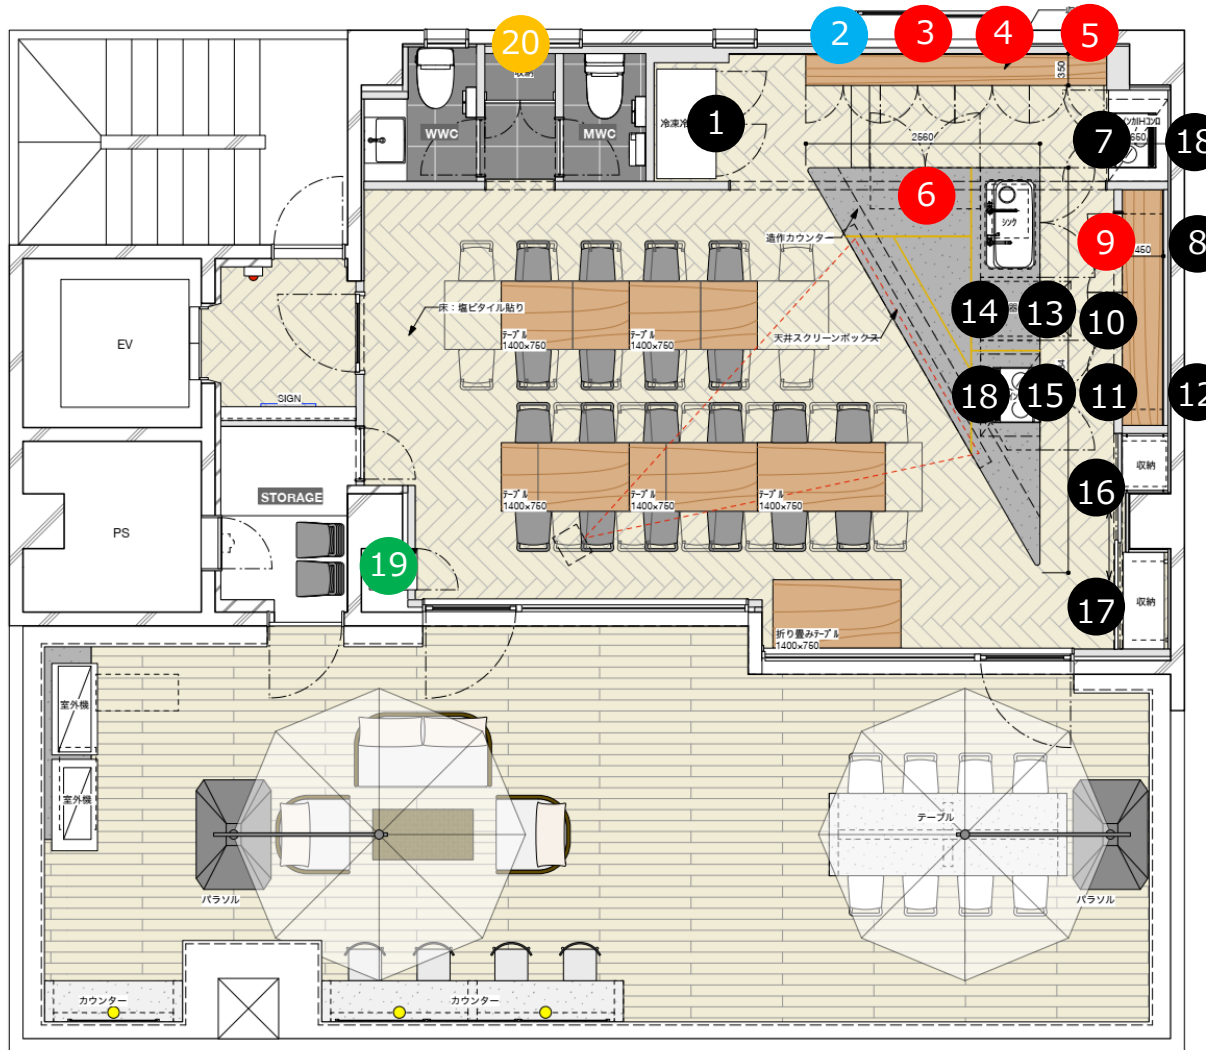 20
2
3
4
5
収納
350
WWC
MWC
1
2560
7
650
18
6
シンク
造作カウンター
9
8
450
床：塩ビタイル貼り
テーブル
1400×750
テーブル
1400×750
天井スクリーンボックス
14
13
10
EV
SIGN
18
15
11
12
STORAGE
テーブル
1400×750
テーブル
1400×750
テーブル
1400×750
収納
16
PS
19
17
収納
折り畳みテーブル
1400×750
室外機
室外機
テーブル
パラソル
パラソル
カウンター
カウンター